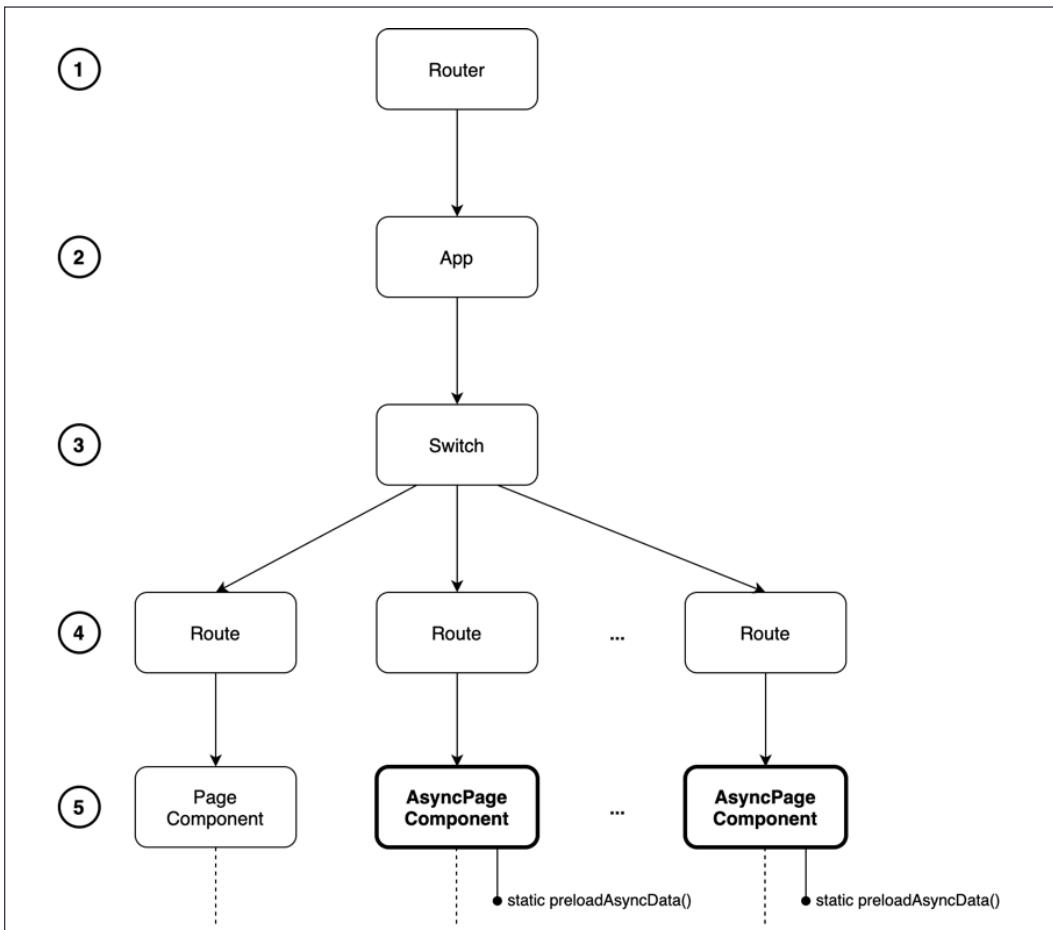 1
Router
2
App
3
Switch
4
Route
Route
...
Route
5
Page
Component
AsyncPage
Component
...
AsyncPage
Component
static preloadAsyncData()
static preloadAsyncData()